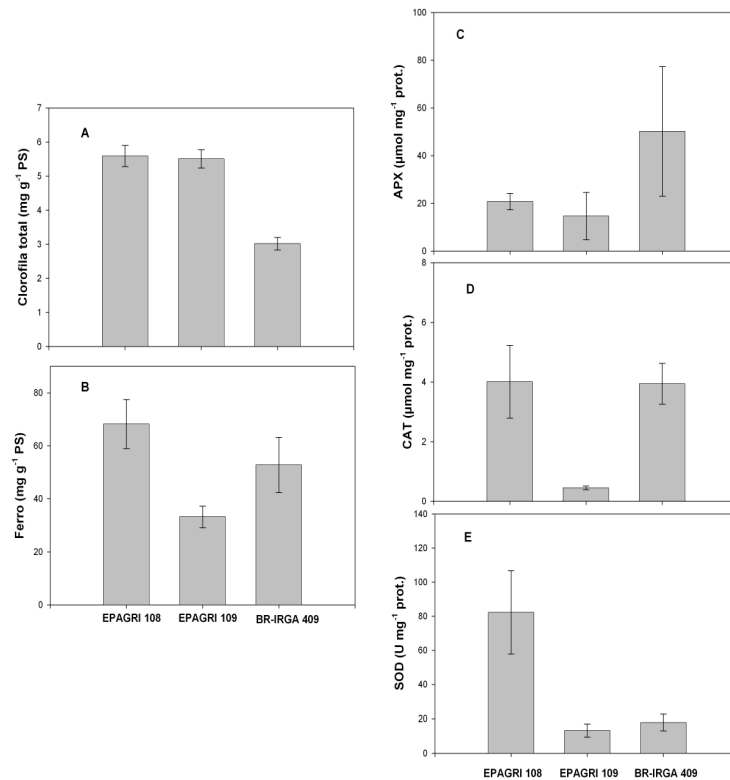 A
Clorofila total (mg g⁻¹ PS)
7
6
5
4
3
2
1
0
B
Ferro (mg g⁻¹ PS)
80
60
40
20
0
EPAGRI 108 EPAGRI 109 BR-IRGA 409
C
APX (µmol mg⁻¹ prot.)
100
80
60
40
20
0
D
CAT (µmol mg⁻¹ prot.)
8
6
4
2
0
E
SOD (U mg⁻¹ prot.)
140
120
100
80
60
40
20
0
EPAGRI 108 EPAGRI 109 BR-IRGA 409